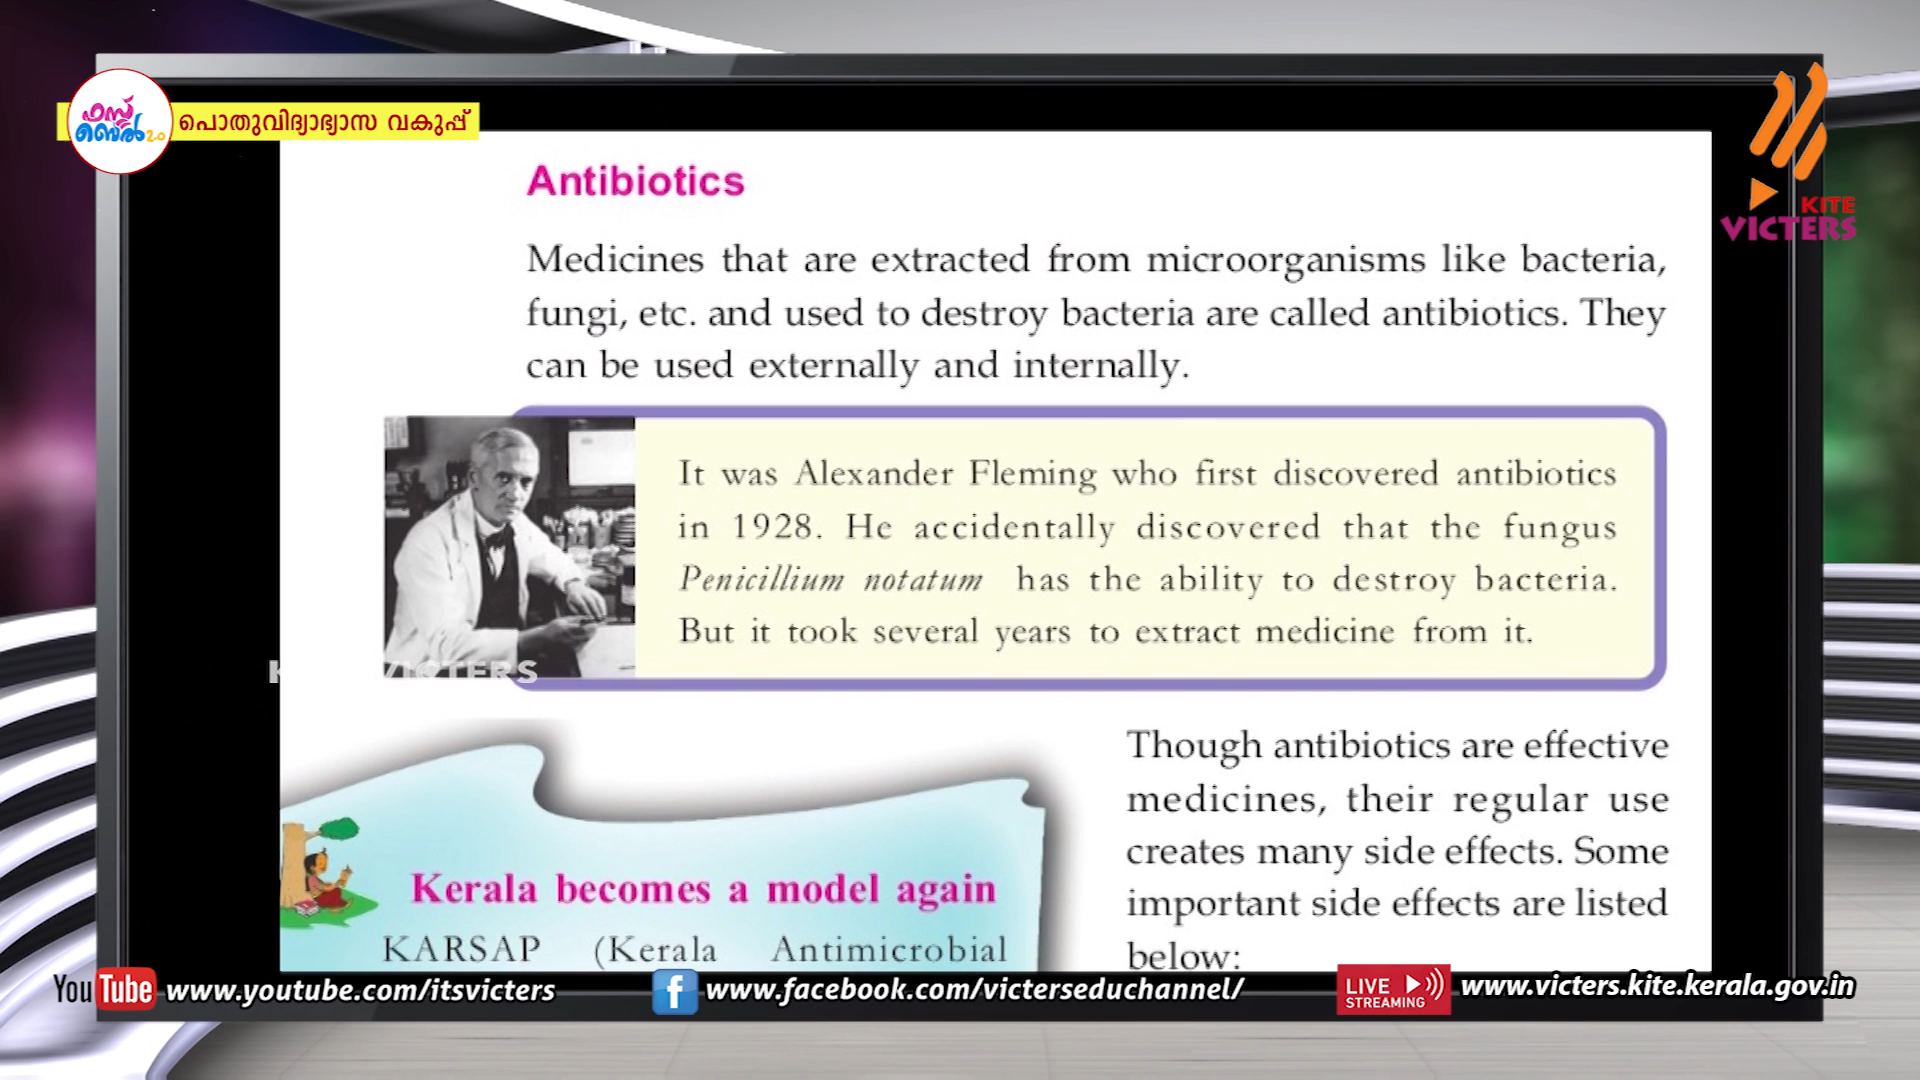 ഫസ്റ്റ്
ബെൽ 2.0
പൊതുവിദ്യാഭ്യാസ വകുപ്പ്
KITE
VICTERS
Antibiotics
Medicines that are extracted from microorganisms like bacteria,
fungi, etc. and used to destroy bacteria are called antibiotics. They
can be used externally and internally.
It was Alexander Fleming who first discovered antibiotics
in 1928. He accidentally discovered that the fungus
Penicillium notatum has the ability to destroy bacteria.
But it took several years to extract medicine from it.
VICTERS
Though antibiotics are effective
medicines, their regular use
creates many side effects. Some
important side effects are listed
below:
Kerala becomes a model again
KARSAP (Kerala Antimicrobial
YouTube www.youtube.com/itsvicters
f www.facebook.com/victerseduchannel/
LIVE
STREAMING
www.victers.kite.kerala.gov.in